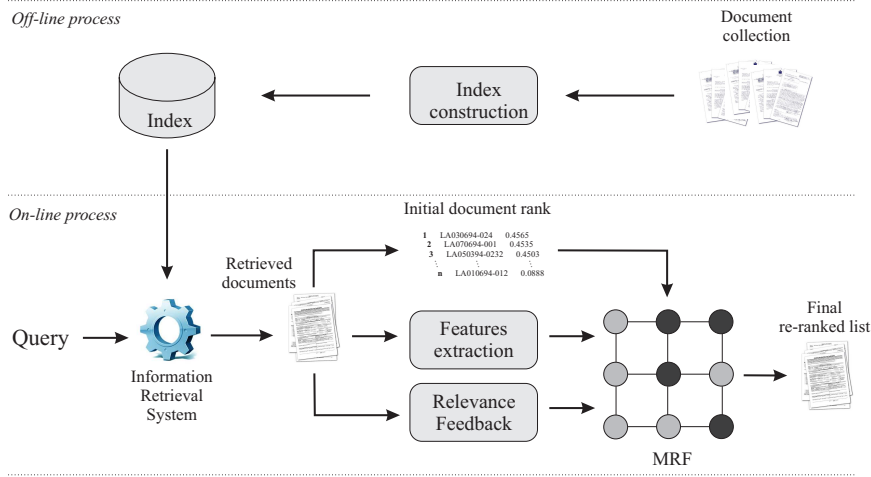 Off-line process
Document
collection
Index
Index
construction
On-line process
Initial document rank
1 LA030694-024 0.4565
2 LA070694-001 0.4535
3 LA050394-0232 0.4503
n LA010694-012 0.0888
Retrieved
documents
Query
Information
Retrieval
System
Features
extraction
Relevance
Feedback
MRF
Final
re-ranked list